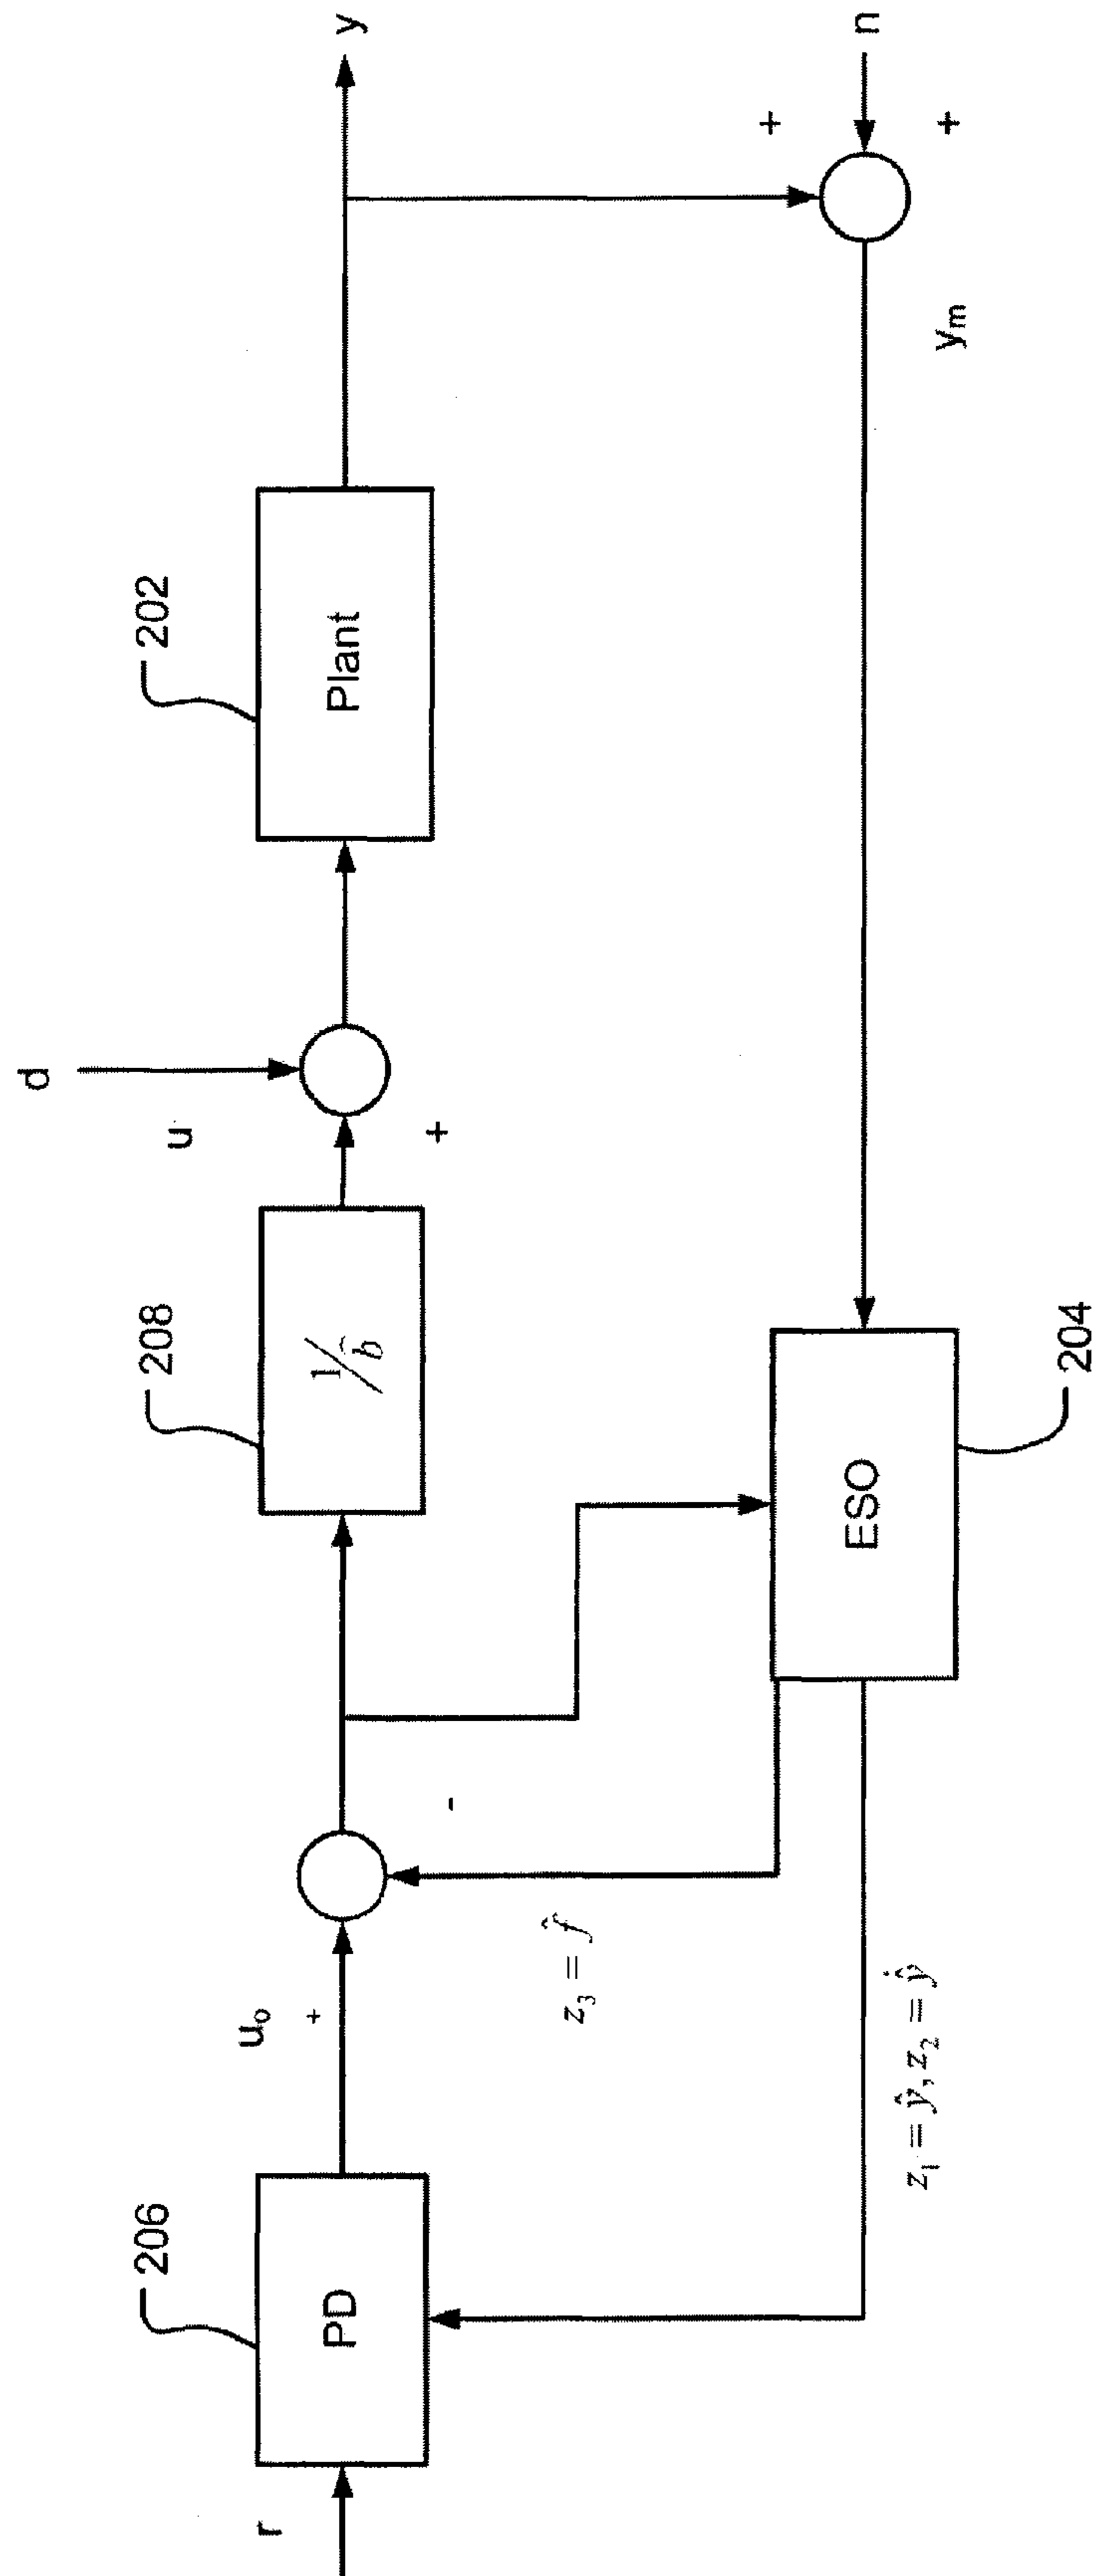 206
208
202
d
r
PD
u₀
+
-
1/b̂
u
+
Plant
y
z₃ = f̂
z₁ = ŷ, z₂ = ŷ̇
ESO
204
yₘ
+
+
n